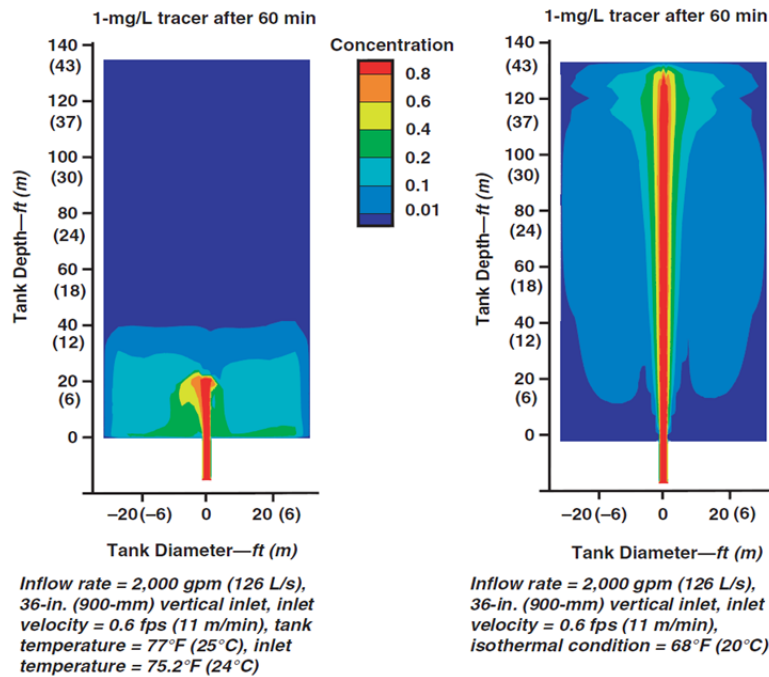 1-mg/L tracer after 60 min
140
(43)
120
(37)
100
(30)
80
(24)
60
(18)
40
(12)
20
(6)
0
Tank Depth—ft (m)
–20(–6) 0 20 (6)
Tank Diameter—ft (m)
Inflow rate = 2,000 gpm (126 L/s),
36-in. (900-mm) vertical inlet, inlet
velocity = 0.6 fps (11 m/min), tank
temperature = 77°F (25°C), inlet
temperature = 75.2°F (24°C)
Concentration
0.8
0.6
0.4
0.2
0.1
0.01
1-mg/L tracer after 60 min
140
(43)
120
(37)
100
(30)
80
(24)
60
(18)
40
(12)
20
(6)
0
Tank Depth—ft (m)
–20(–6) 0 20 (6)
Tank Diameter—ft (m)
Inflow rate = 2,000 gpm (126 L/s),
36-in. (900-mm) vertical inlet, inlet
velocity = 0.6 fps (11 m/min),
isothermal condition = 68°F (20°C)